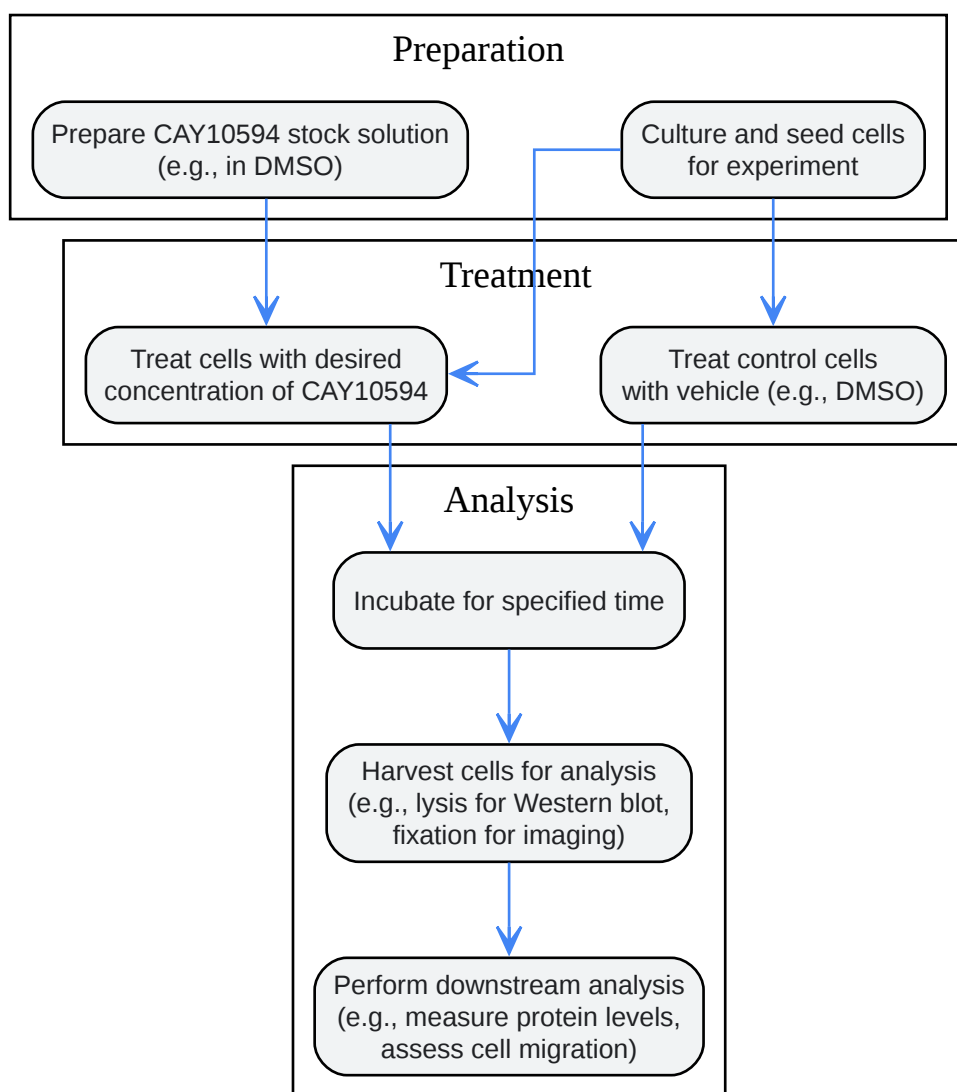 Preparation
Prepare CAY10594 stock solution
(e.g., in DMSO)
Culture and seed cells
for experiment
Treatment
Treat cells with desired
concentration of CAY10594
Treat control cells
with vehicle (e.g., DMSO)
Analysis
Incubate for specified time
Harvest cells for analysis
(e.g., lysis for Western blot,
fixation for imaging)
Perform downstream analysis
(e.g., measure protein levels,
assess cell migration)